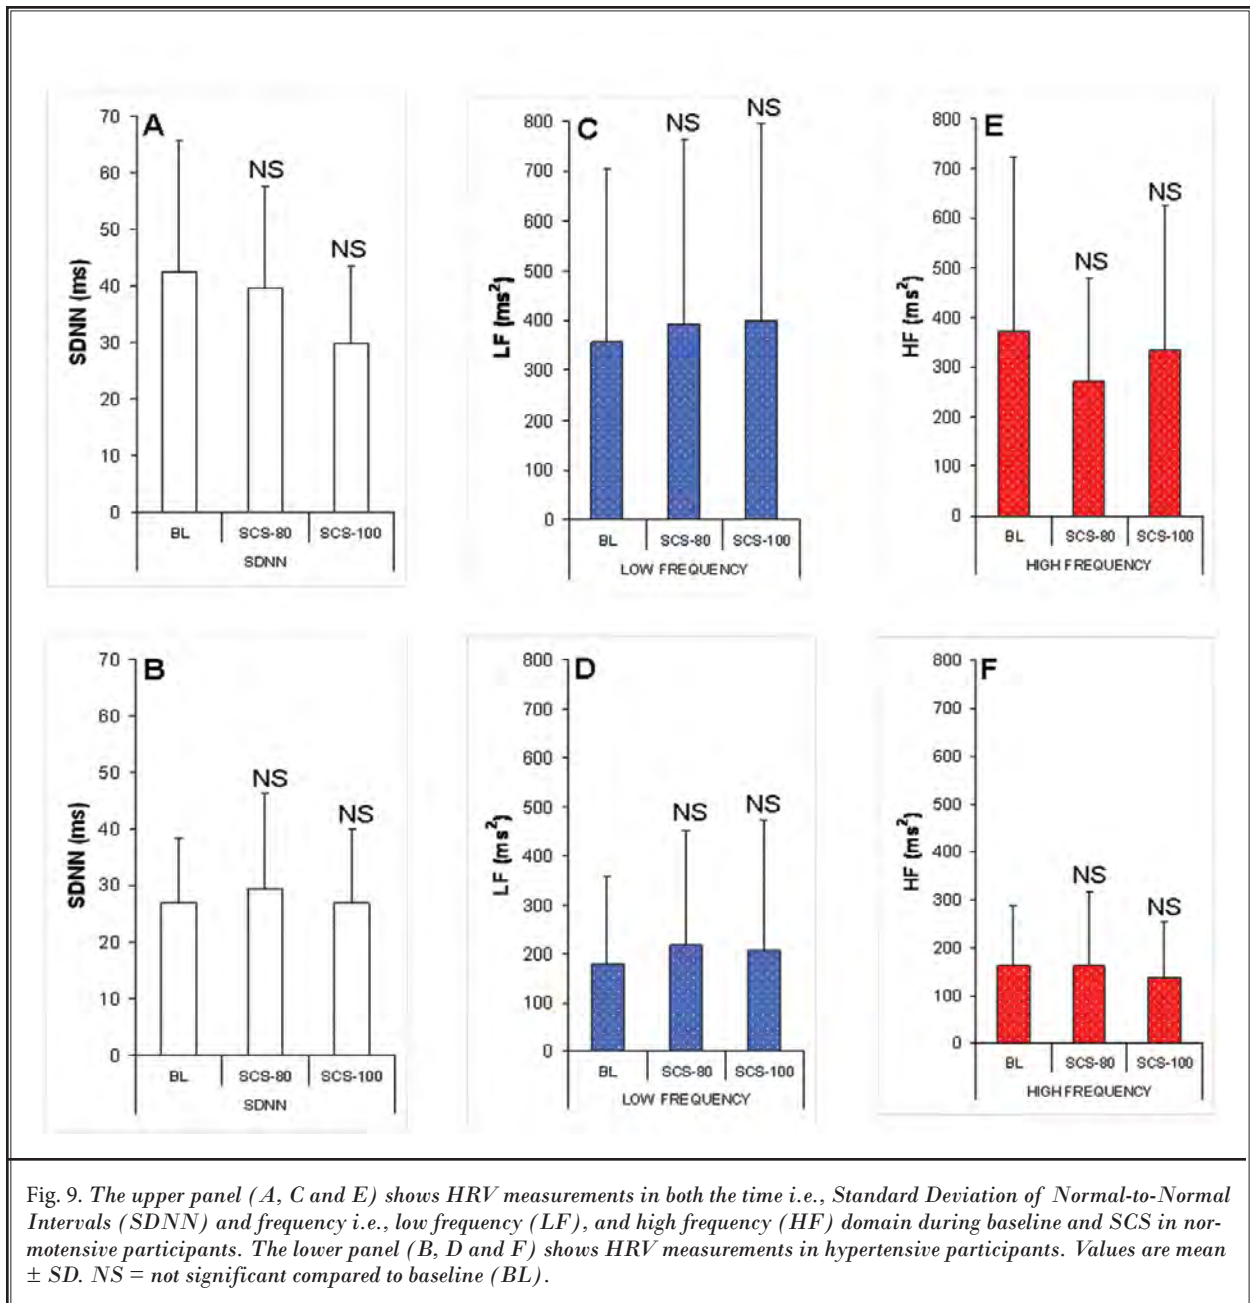 A
70
60
50
40
30
20
10
0
SDNN (ms)
NS
NS
BL SCS-80 SCS-100
SDNN
C
800
700
600
500
400
300
200
100
0
LF (ms²)
NS
NS
BL SCS-80 SCS-100
LOW FREQUENCY
E
800
700
600
500
400
300
200
100
0
HF (ms²)
NS
NS
BL SCS-80 SCS-100
HIGH FREQUENCY
B
70
60
50
40
30
20
10
0
SDNN (ms)
NS
NS
BL SCS-80 SCS-100
SDNN
D
800
700
600
500
400
300
200
100
0
LF (ms²)
NS
NS
BL SCS-80 SCS-100
LOW FREQUENCY
F
800
700
600
500
400
300
200
100
0
HF (ms²)
NS
NS
BL SCS-80 SCS-100
HIGH FREQUENCY
Fig. 9. The upper panel (A, C and E) shows HRV measurements in both the time i.e., Standard Deviation of Normal-to-Normal
Intervals (SDNN) and frequency i.e., low frequency (LF), and high frequency (HF) domain during baseline and SCS in nor-
motensive participants. The lower panel (B, D and F) shows HRV measurements in hypertensive participants. Values are mean
± SD. NS = not significant compared to baseline (BL).